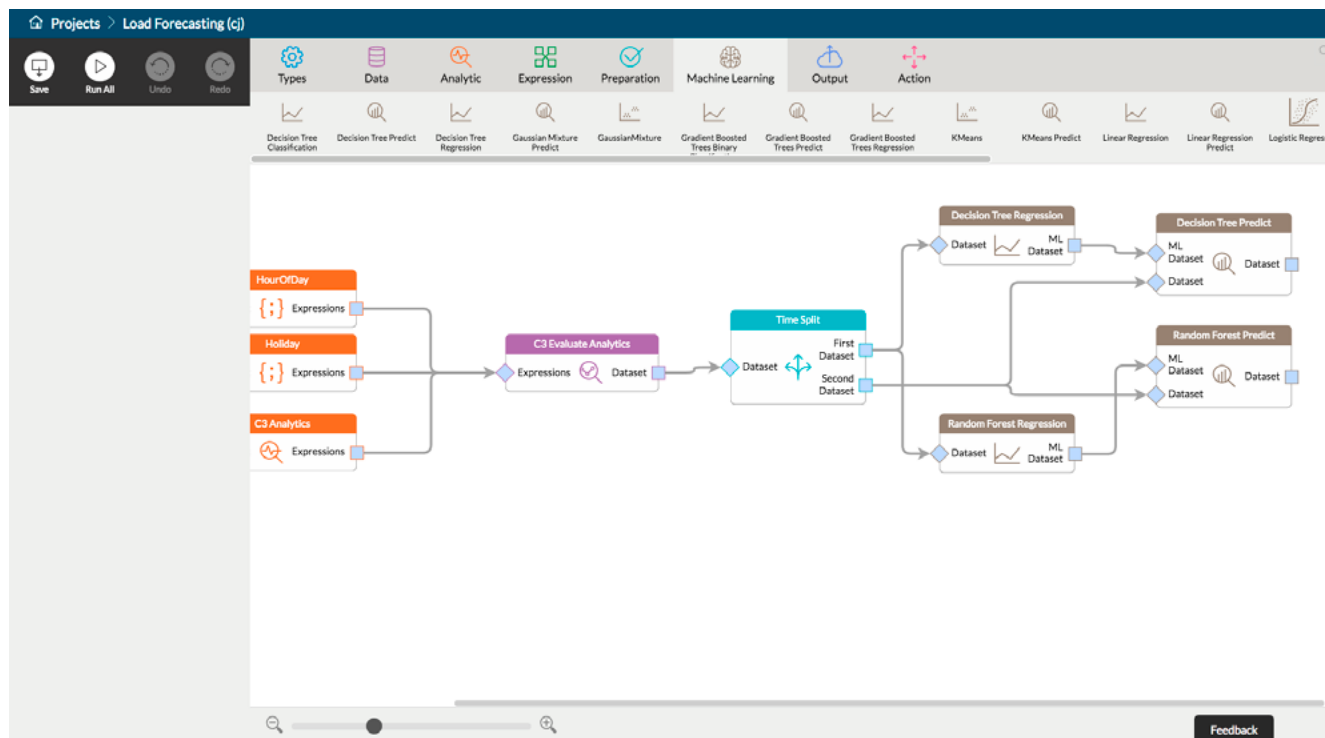 Projects > Load Forecasting (cj)
Save
Run All
Undo
Redo
Types
Data
Analytic
Expression
Preparation
Machine Learning
Output
Action
Decision Tree
Classification
Decision Tree Predict
Decision Tree
Regression
Gaussian Mixture
Predict
GaussianMixture
Gradient Boosted
Trees Binary
Gradient Boosted
Trees Predict
Gradient Boosted
Trees Regression
KMeans
KMeans Predict
Linear Regression
Linear Regression
Predict
Logistic Regres
HourOfDay
{;} Expressions
Holiday
{;} Expressions
C3 Analytics
Expressions
C3 Evaluate Analytics
Expressions
Dataset
Time Split
Dataset
First
Dataset
Second
Dataset
Decision Tree Regression
Dataset
ML
Dataset
Decision Tree Predict
ML
Dataset
Dataset
Dataset
Random Forest Regression
Dataset
ML
Dataset
Random Forest Predict
ML
Dataset
Dataset
Dataset
Feedback